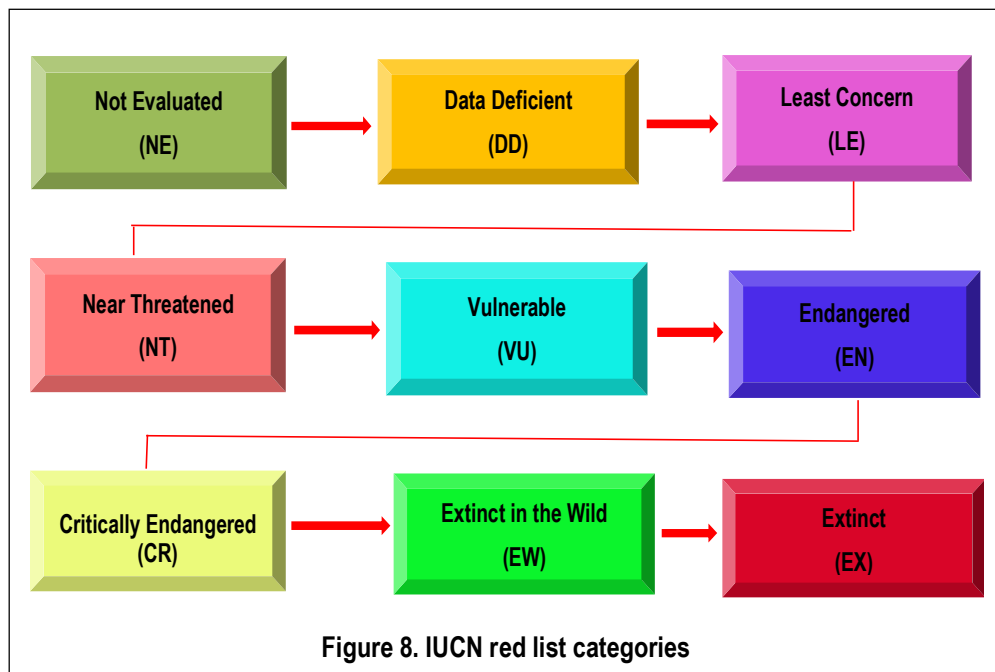 Not Evaluated
(NE)
Data Deficient
(DD)
Least Concern
(LE)
Near Threatened
(NT)
Vulnerable
(VU)
Endangered
(EN)
Critically Endangered
(CR)
Extinct in the Wild
(EW)
Extinct
(EX)
Figure 8. IUCN red list categories